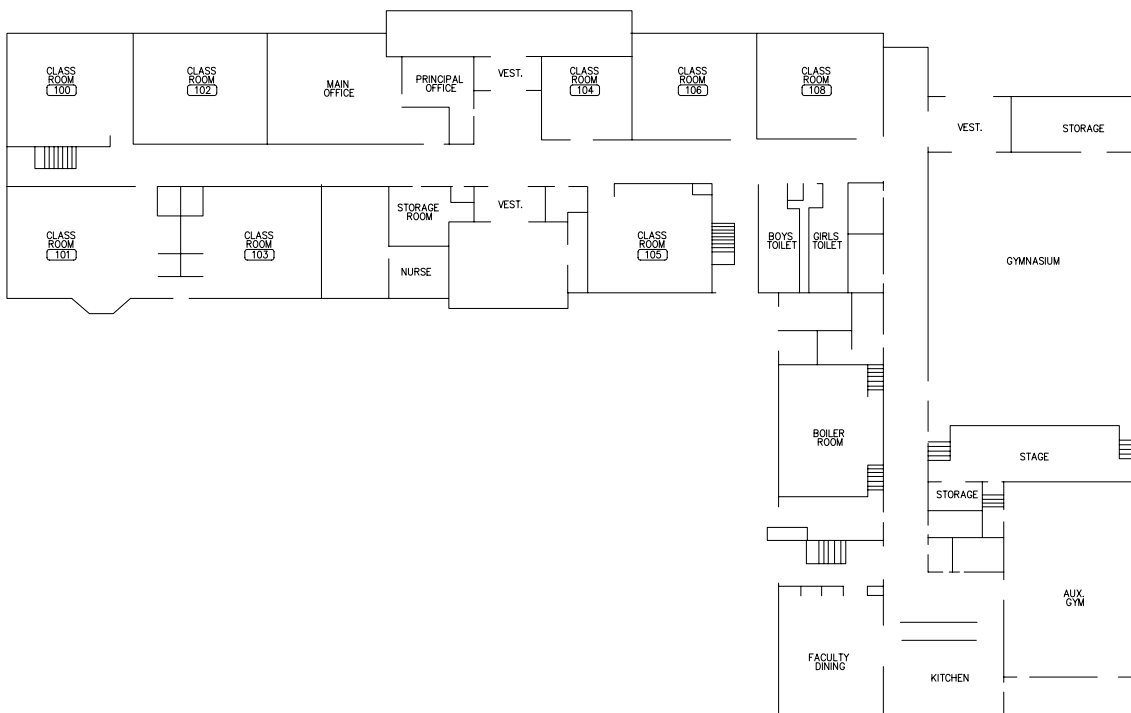 CLASS
ROOM
100
CLASS
ROOM
102
MAIN
OFFICE
PRINCIPAL
OFFICE
VEST.
CLASS
ROOM
104
CLASS
ROOM
106
CLASS
ROOM
108
VEST.
STORAGE
CLASS
ROOM
101
CLASS
ROOM
103
STORAGE
ROOM
NURSE
VEST.
CLASS
ROOM
105
BOYS
TOILET
GIRLS
TOILET
GYMNASIUM
BOILER
ROOM
STAGE
STORAGE
AUX.
GYM
FACULTY
DINING
KITCHEN